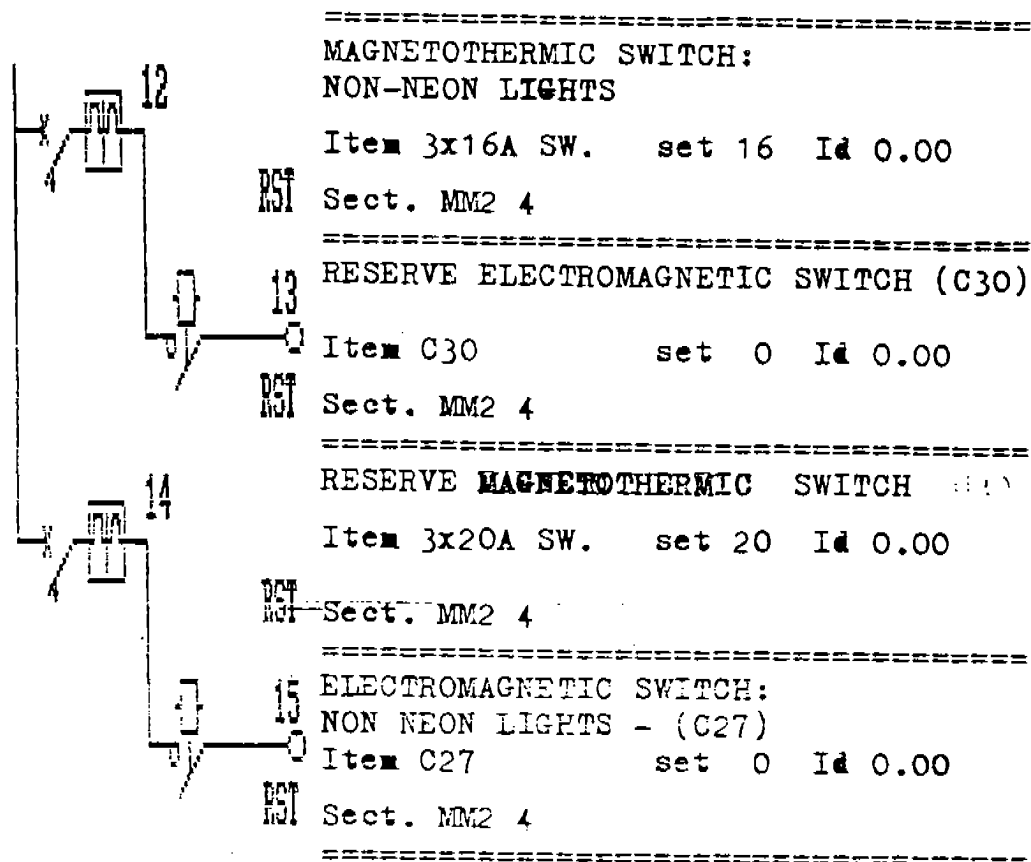 MAGNETOTHERMIC SWITCH:
12
NON-NEON LIGHTS
Item 3x16A SW. set 16 Id 0.00
RST Sect. MM2 4
13 RESERVE ELECTROMAGNETIC SWITCH (C30)
Item C30 set 0 Id 0.00
RST Sect. MM2 4
14 RESERVE MAGNETOTHERMIC SWITCH
Item 3x20A SW. set 20 Id 0.00
RST Sect. MM2 4
15 ELECTROMAGNETIC SWITCH:
NON NEON LIGHTS - (C27)
Item C27 set 0 Id 0.00
RST Sect. MM2 4